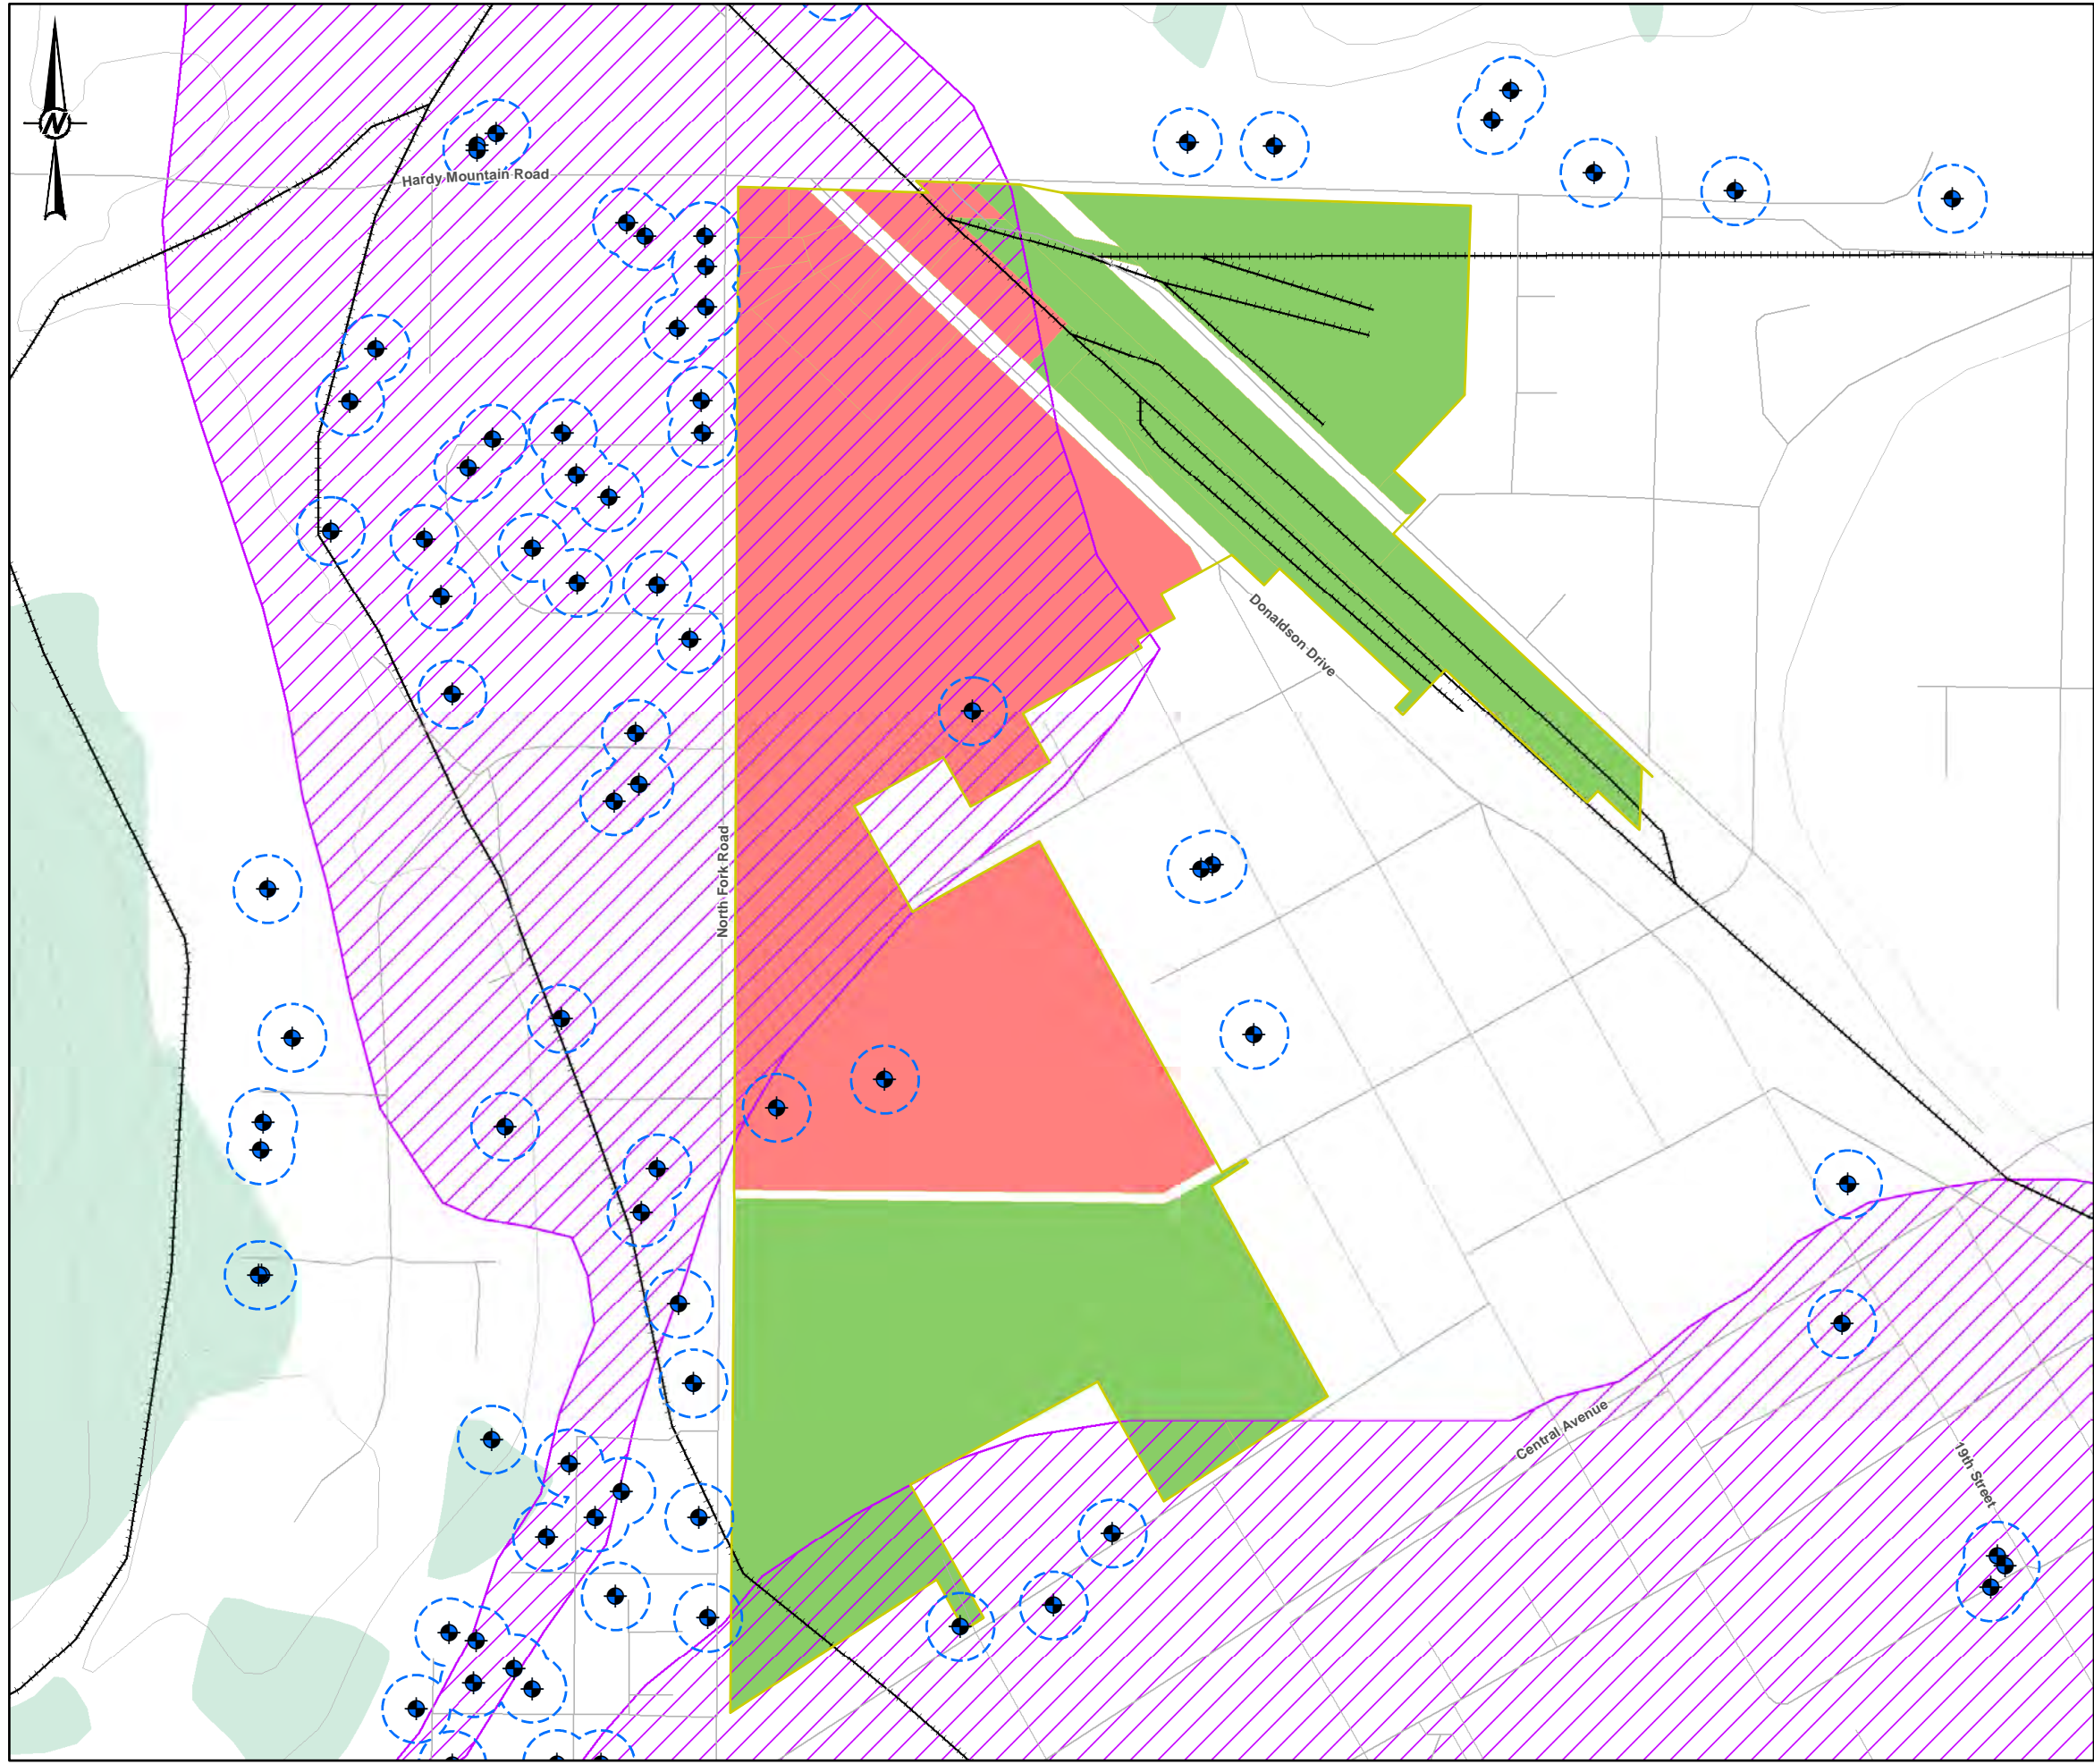 N
Hardy Mountain Road
Donaldson Drive
North Fork Road
Central Avenue
19th Street